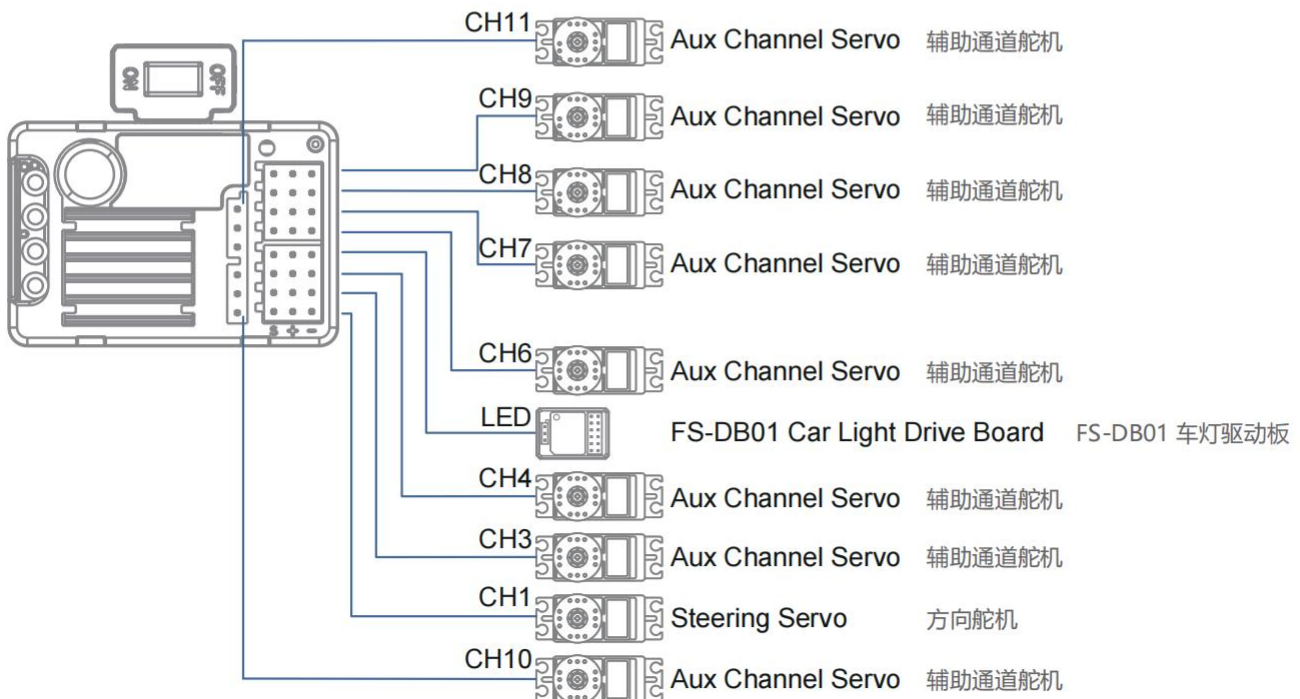 CH11 Aux Channel Servo 辅助通道舵机
ON OFF
CH9 Aux Channel Servo 辅助通道舵机
CH8 Aux Channel Servo 辅助通道舵机
CH7 Aux Channel Servo 辅助通道舵机
S + −
CH6 Aux Channel Servo 辅助通道舵机
LED FS-DB01 Car Light Drive Board FS-DB01 车灯驱动板
CH4 Aux Channel Servo 辅助通道舵机
CH3 Aux Channel Servo 辅助通道舵机
CH1 Steering Servo 方向舵机
CH10 Aux Channel Servo 辅助通道舵机